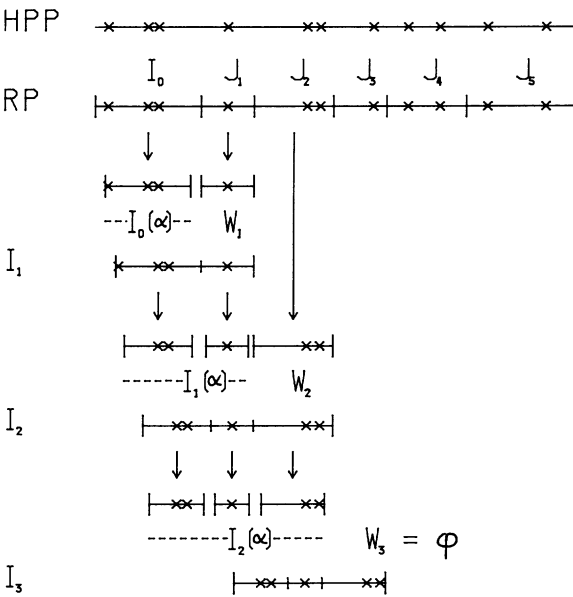 HPP
I₀ J₁ J₂ J₃ J₄ J₅
RP
I₀(α) W₁
I₁
I₁(α) W₂
I₂
I₂(α) W₃ = φ
I₃